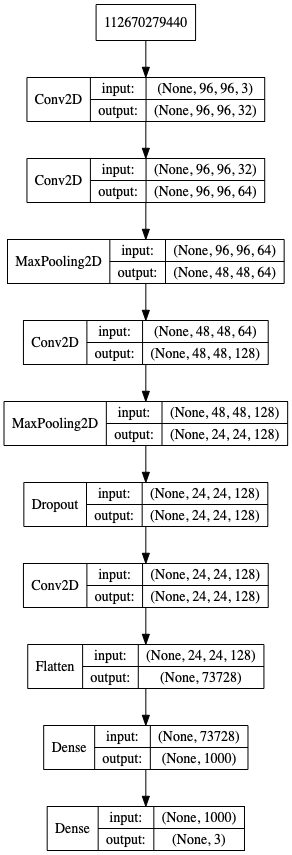 112670279440
Conv2D input: (None, 96, 96, 3)
output: (None, 96, 96, 32)
Conv2D input: (None, 96, 96, 32)
output: (None, 96, 96, 64)
MaxPooling2D input: (None, 96, 96, 64)
output: (None, 48, 48, 64)
Conv2D input: (None, 48, 48, 64)
output: (None, 48, 48, 128)
MaxPooling2D input: (None, 48, 48, 128)
output: (None, 24, 24, 128)
Dropout input: (None, 24, 24, 128)
output: (None, 24, 24, 128)
Conv2D input: (None, 24, 24, 128)
output: (None, 24, 24, 128)
Flatten input: (None, 24, 24, 128)
output: (None, 73728)
Dense input: (None, 73728)
output: (None, 1000)
Dense input: (None, 1000)
output: (None, 3)